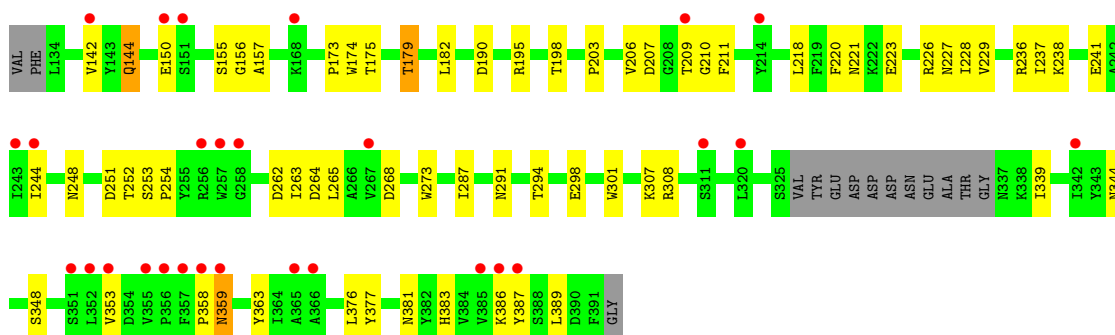 VAL PHE L134 V142 Y143 Q144 E150 S151 S155 G156 A157 K168 P173 W174 T175 T179 L182 D190 R195 T198 P203 V206 D207 G208 T209 G210 F211 Y214 L218 F219 F220 N221 K222 E223 R226 N227 I228 V229 R236 I237 K238 E241 A242
I243 I244 N248 D251 T252 S253 P254 Y255 R256 W257 G258 D262 I263 D264 L265 A266 V267 D268 W273 I287 N291 T294 E298 W301 K307 R308 S311 L320 S325 VAL TYR GLU ASP ASP ASP ASN GLU ALA THR GLY N337 K338 I339 I342 Y343 N344
S348 S351 L352 V353 D354 V355 P356 F357 P358 N359 Y363 I364 A365 A366 L376 Y377 N381 Y382 H383 V384 V385 K386 Y387 S388 L389 D390 F391 GLY